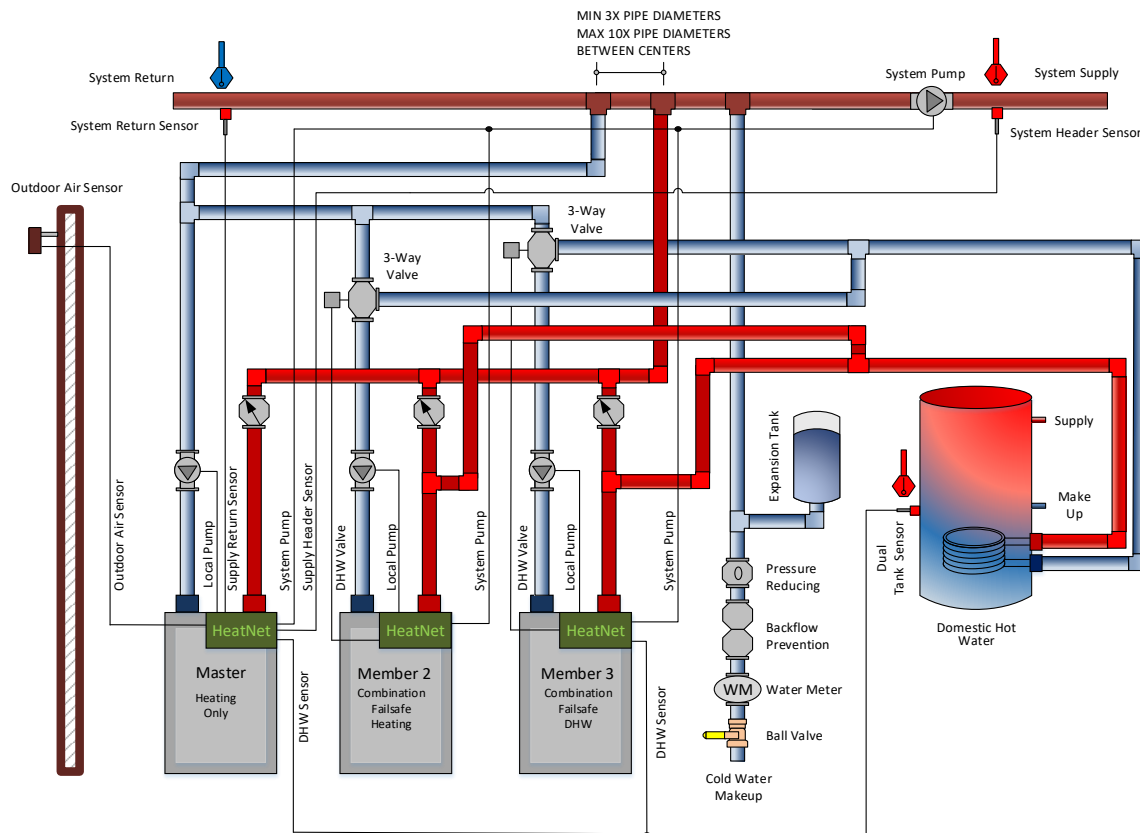 MIN 3X PIPE DIAMETERS
MAX 10X PIPE DIAMETERS
BETWEEN CENTERS
System Return
System Pump
System Supply
System Return Sensor
System Header Sensor
Outdoor Air Sensor
3-Way
Valve
3-Way
Valve
Expansion Tank
Supply
Make
Up
Dual
Tank Sensor
Outdoor Air Sensor
Local Pump
Supply Return Sensor
System Pump
Supply Header Sensor
DHW Valve
Local Pump
System Pump
DHW Valve
Local Pump
System Pump
Pressure
Reducing
Backflow
Prevention
WM
Water Meter
Ball Valve
Cold Water
Makeup
Domestic Hot
Water
HeatNet
Master
Heating
Only
DHW Sensor
HeatNet
Member 2
Combination
Failsafe
Heating
HeatNet
Member 3
Combination
Failsafe
DHW
DHW Sensor